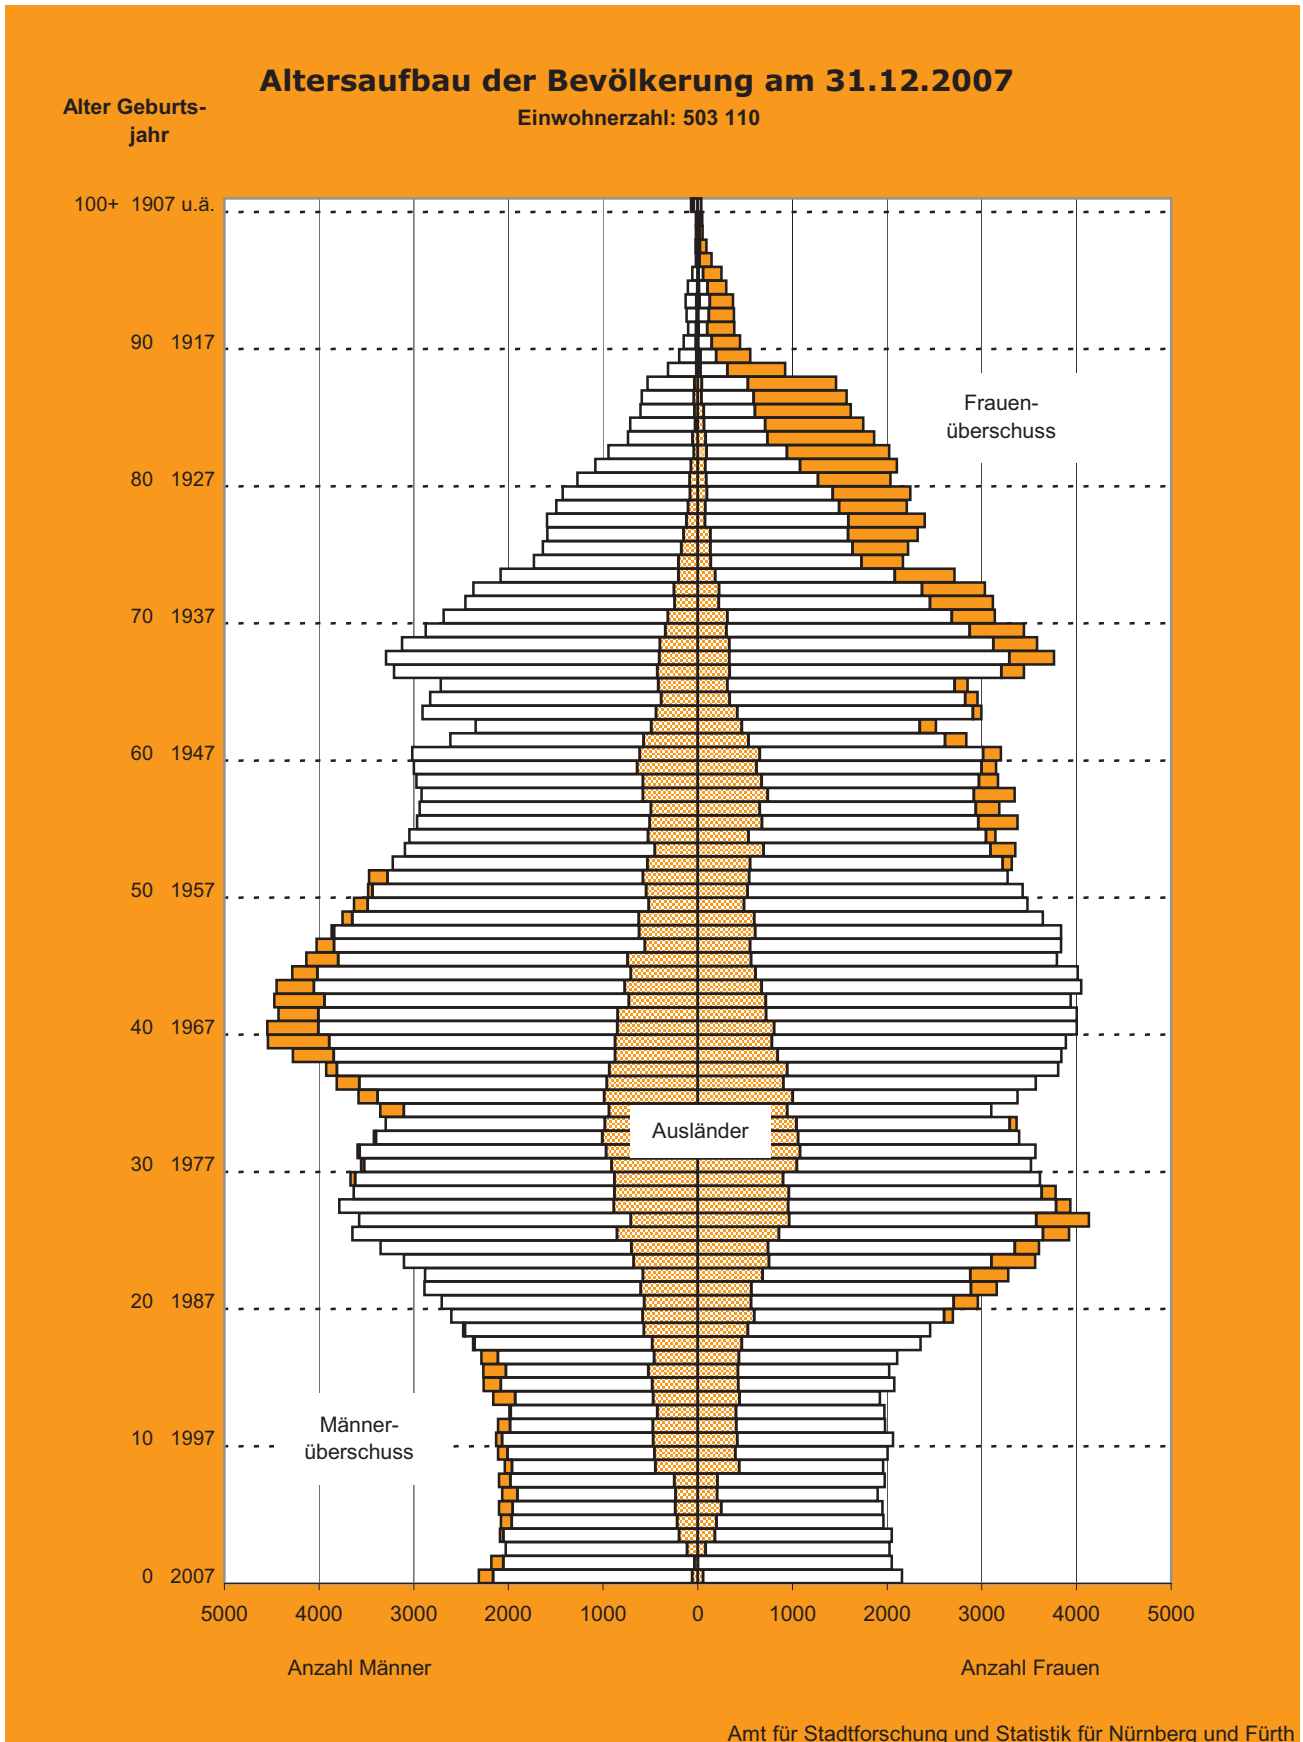 Altersaufbau der Bevölkerung am 31.12.2007
Einwohnerzahl: 503 110
Alter Geburts-
jahr
100+ 1907 u.ä.
90 1917
Frauen-
überschuss
80 1927
70 1937
60 1947
50 1957
40 1967
Ausländer
30 1977
20 1987
Männer-
überschuss
10 1997
0 2007
5000 4000 3000 2000 1000 0 1000 2000 3000 4000 5000
Anzahl Männer Anzahl Frauen
Amt für Stadtforschung und Statistik für Nürnberg und Fürth